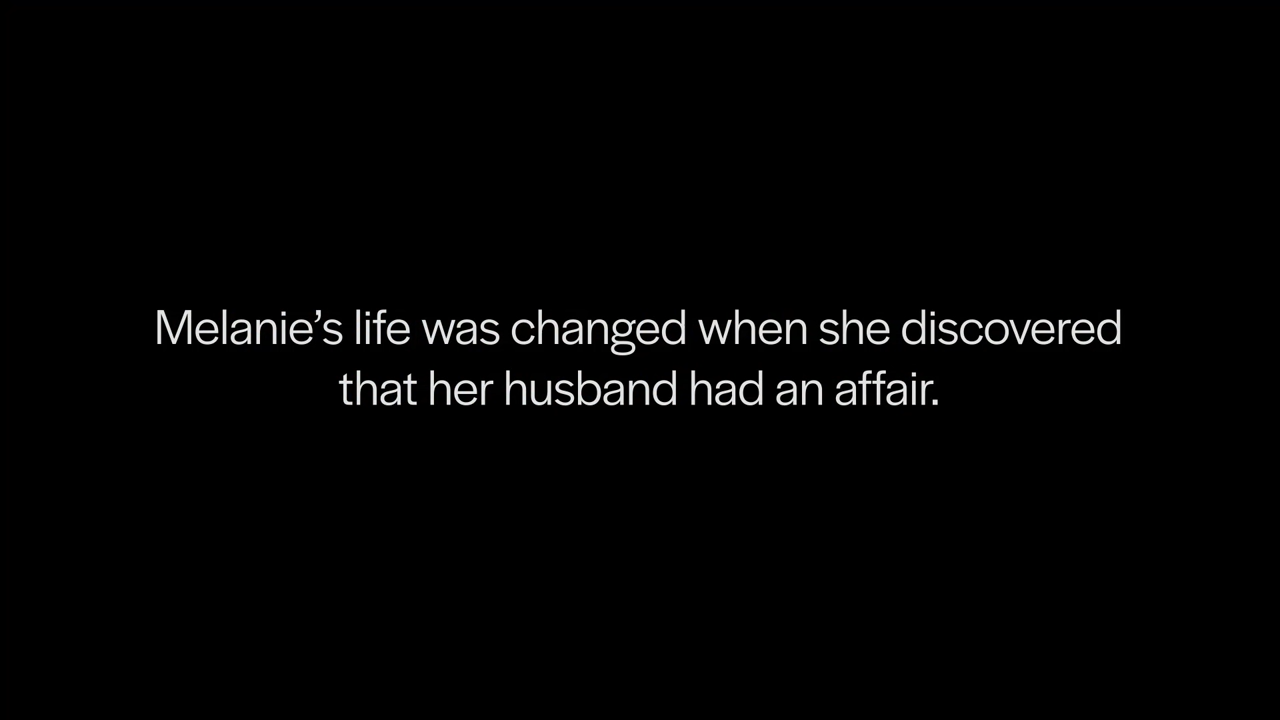 Melanie’s life was changed when she discovered
that her husband had an affair.